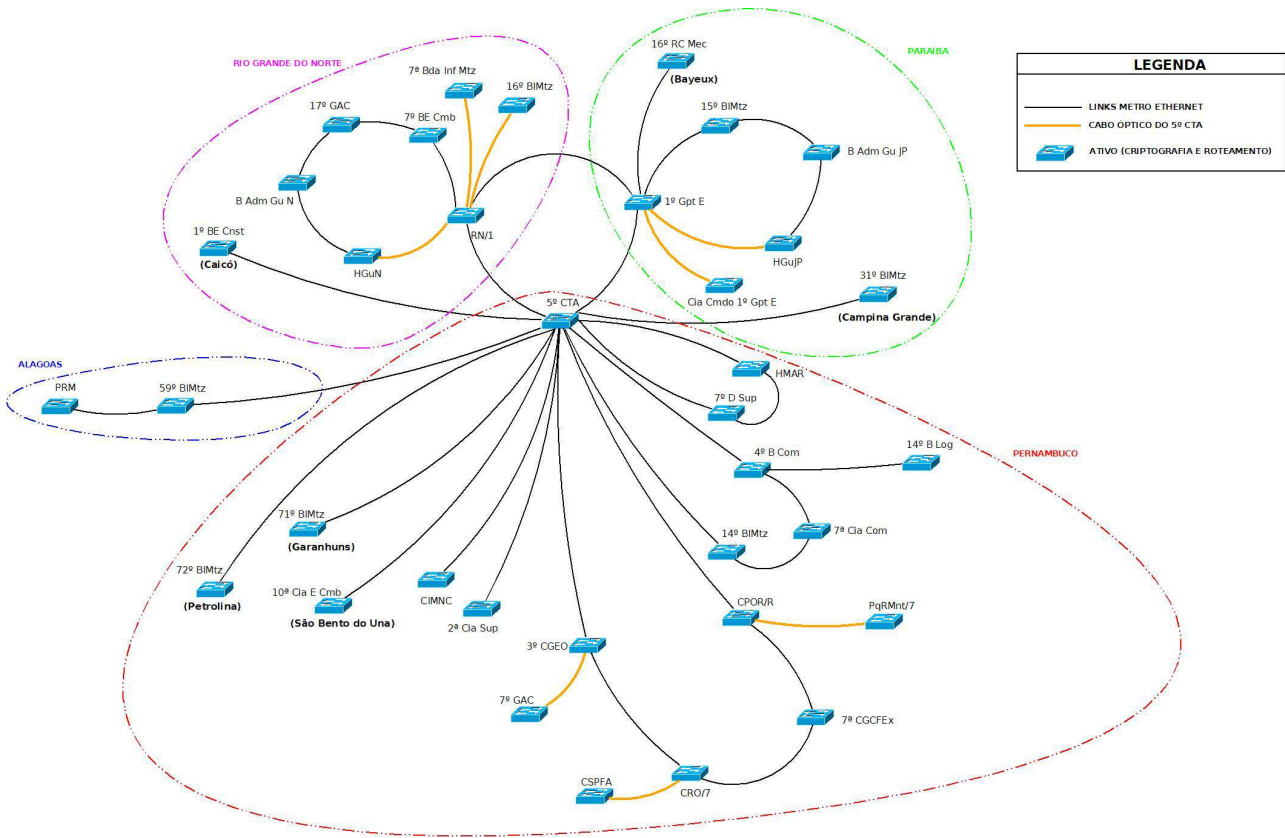 16º RC Mec
(Bayeux)
PARAÍBA
RIO GRANDE DO NORTE
7ª Bda Inf Mtz
16º BIMtz
17º GAC
7º BE Cmb
15º BIMtz
B Adm Gu JP
B Adm Gu N
1º Gpt E
RN/1
1º BE Cnst
(Caicó)
HGuN
HGuJP
Cia Cmdo 1º Gpt E
31º BIMtz
(Campina Grande)
5º CTA
LEGENDA
LINKS METRO ETHERNET
CABO ÓPTICO DO 5º CTA
ATIVO (CRIPTOGRAFIA E ROTEAMENTO)
ALAGOAS
PRM
59º BIMtz
HMAR
7º D Sup
4º B Com
14º B Log
PERNAMBUCO
71º BIMtz
(Garanhuns)
14º BIMtz
7ª Cia Com
72º BIMtz
(Petrolina)
10ª Cia E Cmb
(São Bento do Una)
CIMNC
2ª Cia Sup
CPOR/R
PqRMnt/7
3º CGEO
7º GAC
7ª CGCFEx
CSPFA
CRO/7